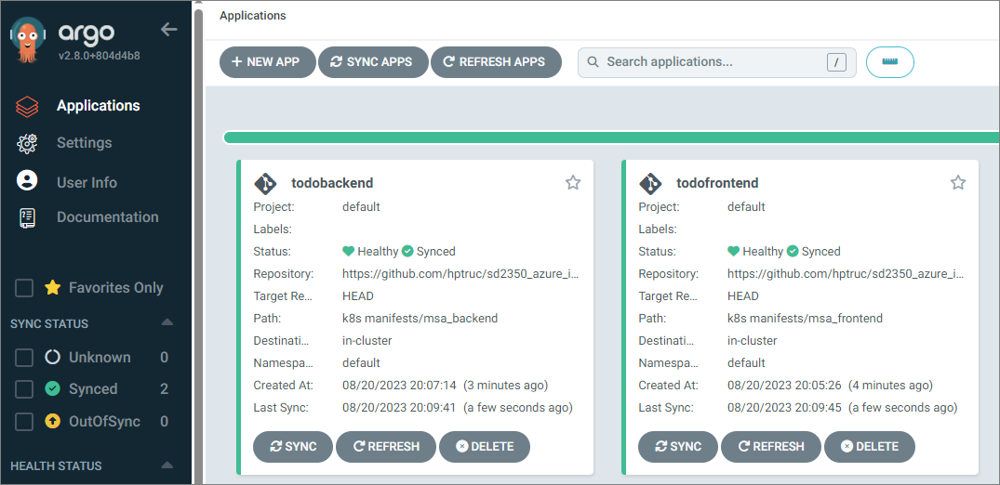 argo
v2.8.0+804d4b8
Applications
Settings
User Info
Documentation
Favorites Only
SYNC STATUS
Unknown 0
Synced 2
OutOfSync 0
HEALTH STATUS
Applications
+ NEW APP SYNC APPS REFRESH APPS Search applications... /
todobackend
Project: default
Labels:
Status: Healthy Synced
Repository: https://github.com/hptruc/sd2350_azure_i...
Target Re... HEAD
Path: k8s manifests/msa_backend
Destinati... in-cluster
Namespa... default
Created At: 08/20/2023 20:07:14 (3 minutes ago)
Last Sync: 08/20/2023 20:09:41 (a few seconds ago)
SYNC REFRESH DELETE
todofrontend
Project: default
Labels:
Status: Healthy Synced
Repository: https://github.com/hptruc/sd2350_azure_i...
Target Re... HEAD
Path: k8s manifests/msa_frontend
Destinati... in-cluster
Namespa... default
Created At: 08/20/2023 20:05:26 (4 minutes ago)
Last Sync: 08/20/2023 20:09:45 (a few seconds ago)
SYNC REFRESH DELETE